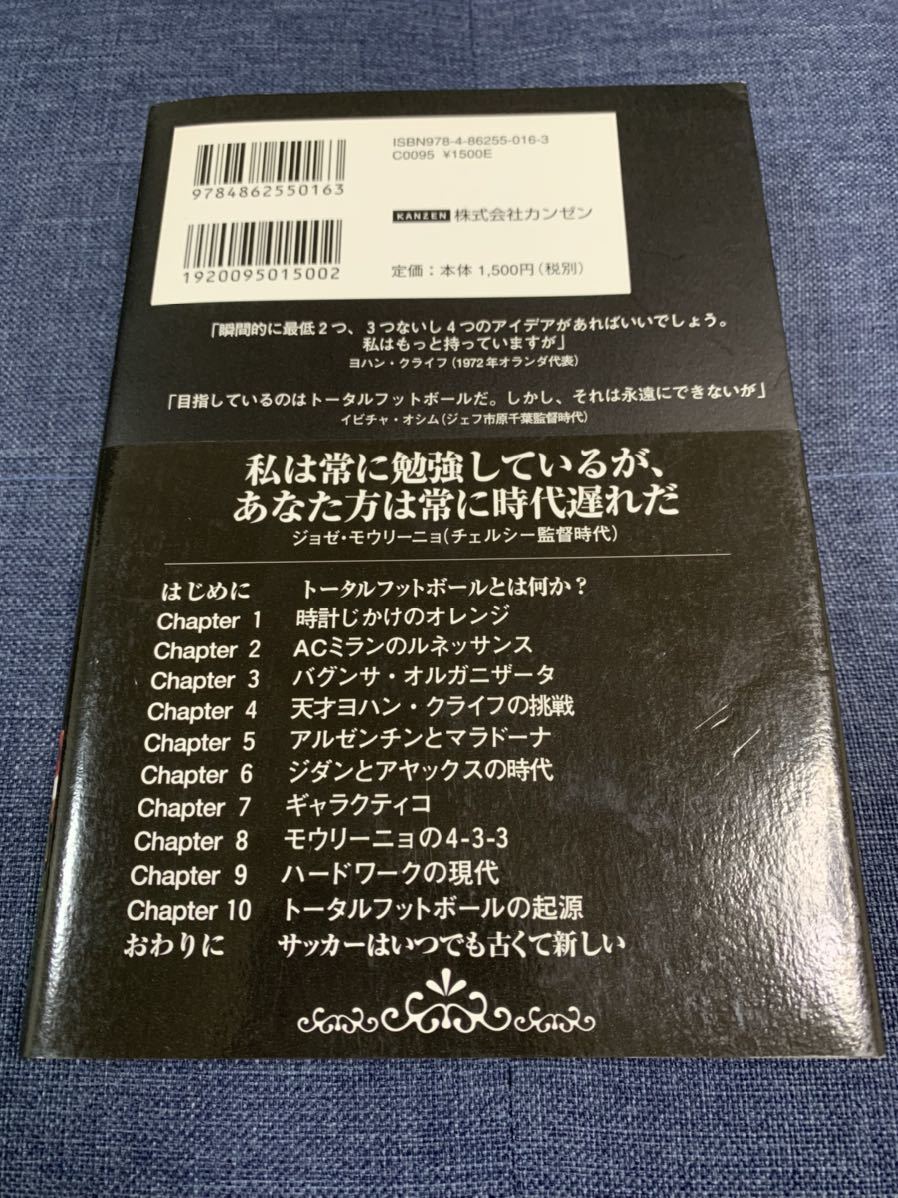 ISBN978-4-86255-016-3
C0095 ¥1500E
9784862550163
KANZEN 株式会社カンゼン
1920095015002
定価：本体1,500円（税別）
「瞬間的に最低2つ、3つないし4つのアイデアがあればいいでしょう。
私はもっと持っていますが」
ヨハン・クライフ（1972年オランダ代表）
「目指しているのはトータルフットボールだ。しかし、それは永遠にできないが」
イビチャ・オシム（ジェフ市原千葉監督時代）
私は常に勉強しているが、
あなた方は常に時代遅れだ
ジョゼ・モウリーニョ（チェルシー監督時代）
はじめに トータルフットボールとは何か？
Chapter 1 時計じかけのオレンジ
Chapter 2 ACミランのルネッサンス
Chapter 3 バグンサ・オルガニザータ
Chapter 4 天才ヨハン・クライフの挑戦
Chapter 5 アルゼンチンとマラドーナ
Chapter 6 ジダンとアヤックスの時代
Chapter 7 ギャラクティコ
Chapter 8 モウリーニョの4-3-3
Chapter 9 ハードワークの現代
Chapter 10 トータルフットボールの起源
おわりに サッカーはいつでも古くて新しい